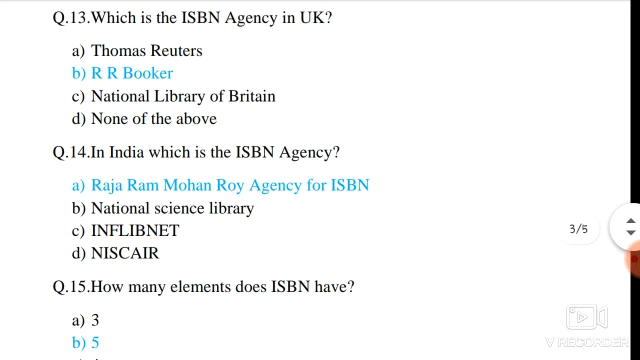 Q.13.Which is the ISBN Agency in UK?
a) Thomas Reuters
b) R R Booker
c) National Library of Britain
d) None of the above
Q.14.In India which is the ISBN Agency?
a) Raja Ram Mohan Roy Agency for ISBN
b) National science library
c) INFLIBNET
3/5
d) NISCAIR
Q.15.How many elements does ISBN have?
a) 3
b) 5
V RECORDER